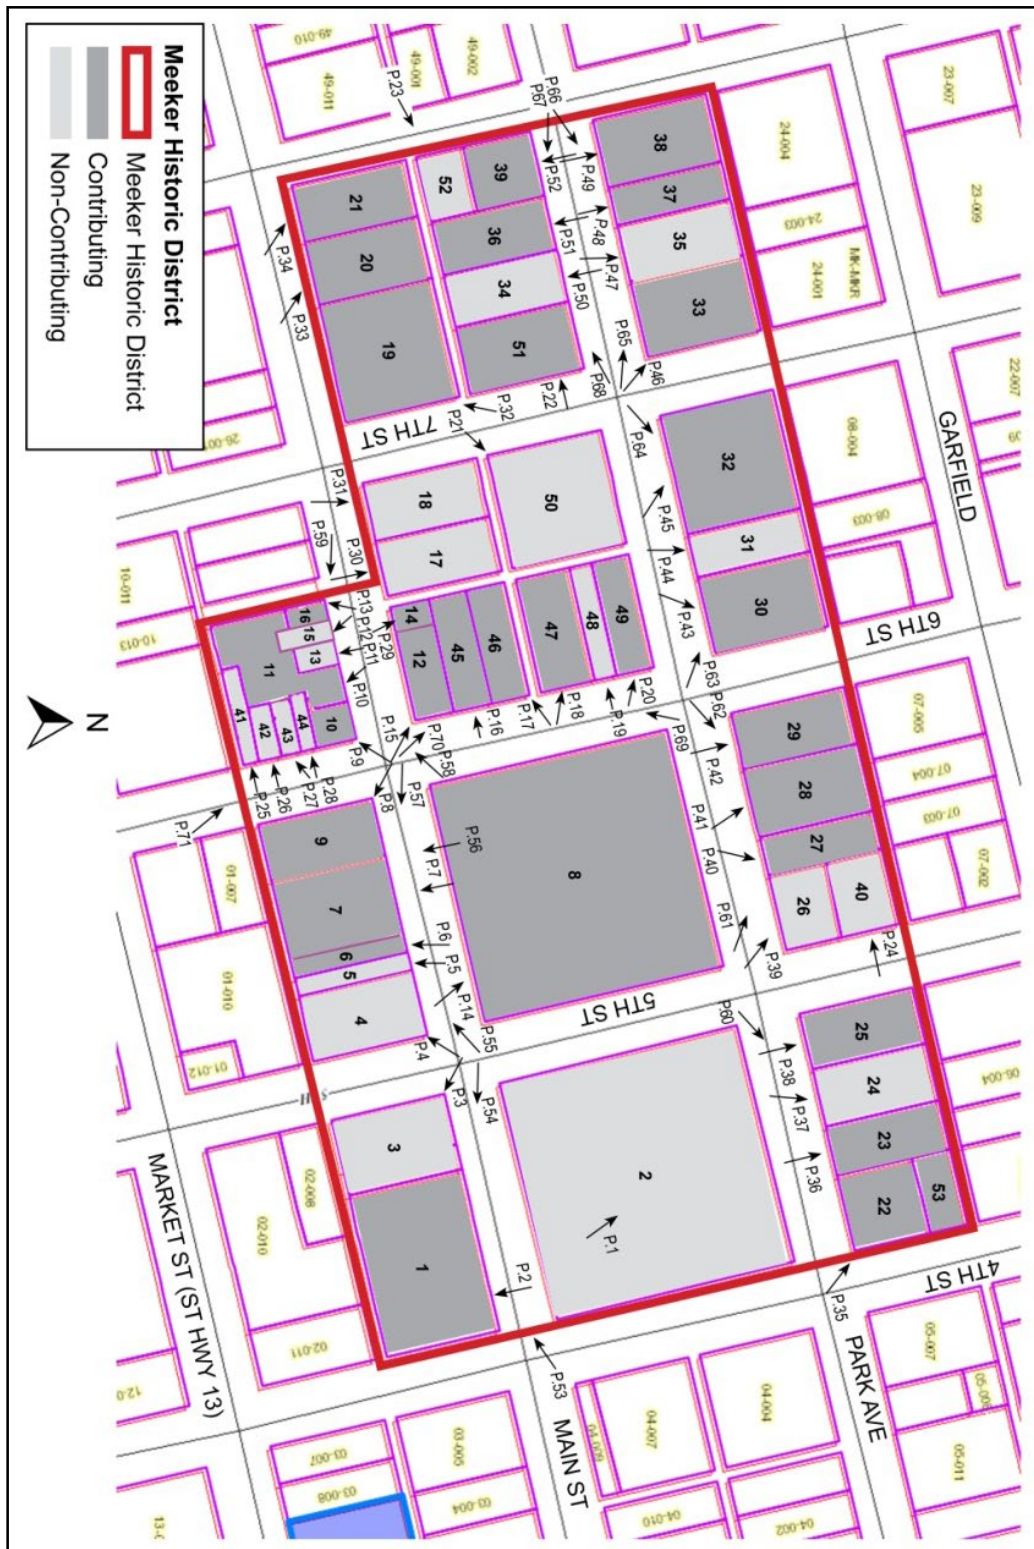 Meeker Historic District
Meeker Historic District
Contributing
Non-Contributing
N
GARFIELD
PARK AVE
MAIN ST
MARKET ST (ST HWY 13)
7TH ST
6TH ST
5TH ST
4TH ST
49-010
49-011
49-001
49-002
24-004
24-003
MK-MKR
24-001
23-007
23-009
22-007
08-004
08-003
07-005
07-004
07-003
07-002
06-004
05-007
05-011
04-004
04-007
04-009
04-010
04-002
03-005
03-004
03-007
03-008
02-008
02-010
02-011
01-007
01-010
01-012
10-011
10-013
38
37
35
33
39
52
36
34
51
21
20
19
32
31
30
50
18
17
49
48
47
46
45
14
12
16
15
13
11
10
44
43
42
41
29
28
27
26
40
8
9
7
6
5
4
25
24
23
22
53
2
3
1
P.1
P.2
P.3
P.4
P.5
P.6
P.7
P.8
P.9
P.10
P.11
P.12
P.13
P.14
P.15
P.16
P.17
P.18
P.19
P.20
P.21
P.22
P.23
P.24
P.25
P.26
P.27
P.28
P.29
P.30
P.31
P.32
P.33
P.34
P.35
P.36
P.37
P.38
P.39
P.40
P.41
P.42
P.43
P.44
P.45
P.46
P.47
P.48
P.49
P.50
P.51
P.52
P.53
P.54
P.55
P.56
P.57
P.58
P.59
P.60
P.61
P.62
P.63
P.64
P.65
P.66
P.67
P.68
P.69
P.70
P.71